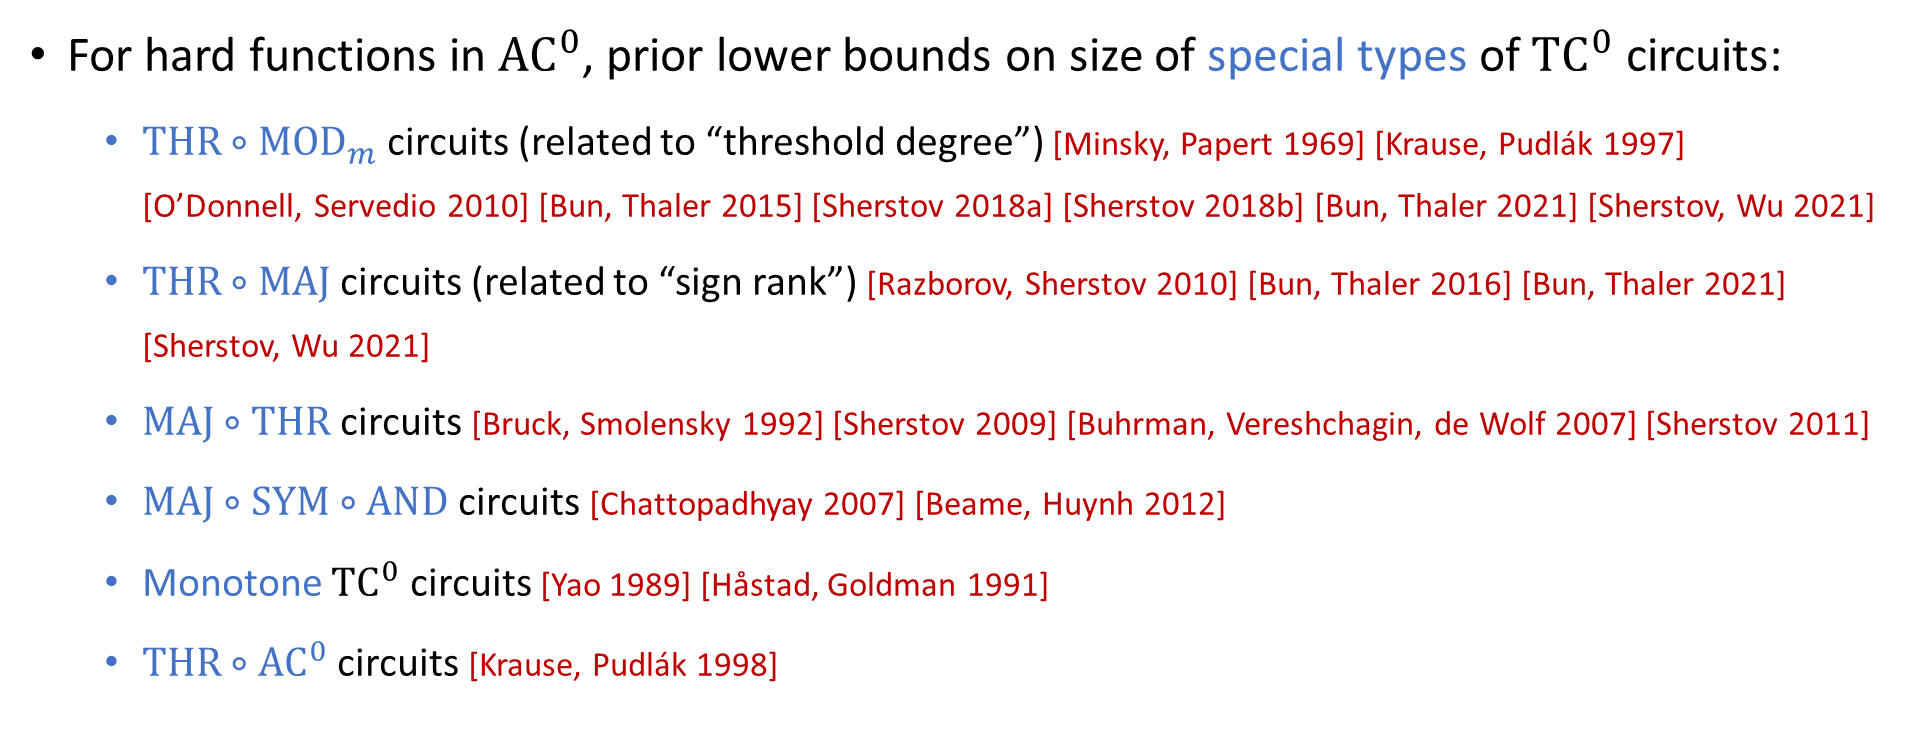 • For hard functions in AC⁰, prior lower bounds on size of special types of TC⁰ circuits:
• THR ∘ MODₘ circuits (related to “threshold degree”) [Minsky, Papert 1969] [Krause, Pudlák 1997]
[O’Donnell, Servedio 2010] [Bun, Thaler 2015] [Sherstov 2018a] [Sherstov 2018b] [Bun, Thaler 2021] [Sherstov, Wu 2021]
• THR ∘ MAJ circuits (related to “sign rank”) [Razborov, Sherstov 2010] [Bun, Thaler 2016] [Bun, Thaler 2021]
[Sherstov, Wu 2021]
• MAJ ∘ THR circuits [Bruck, Smolensky 1992] [Sherstov 2009] [Buhrman, Vereshchagin, de Wolf 2007] [Sherstov 2011]
• MAJ ∘ SYM ∘ AND circuits [Chattopadhyay 2007] [Beame, Huynh 2012]
• Monotone TC⁰ circuits [Yao 1989] [Håstad, Goldman 1991]
• THR ∘ AC⁰ circuits [Krause, Pudlák 1998]